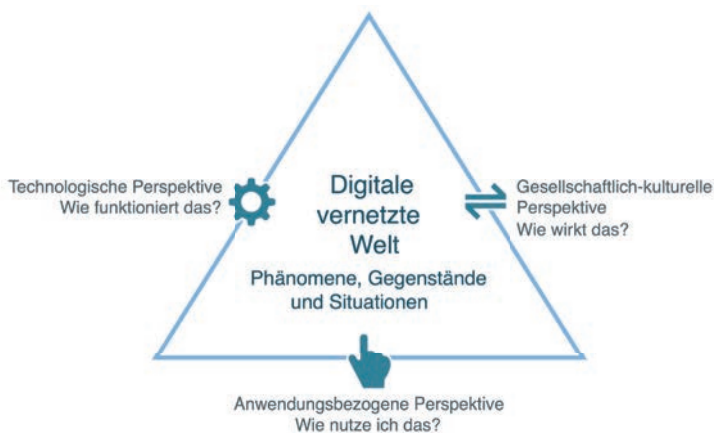 Technologische Perspektive
Wie funktioniert das?
Digitale
vernetzte
Welt
Phänomene, Gegenstände
und Situationen
Gesellschaftlich-kulturelle
Perspektive
Wie wirkt das?
Anwendungsbezogene Perspektive
Wie nutze ich das?